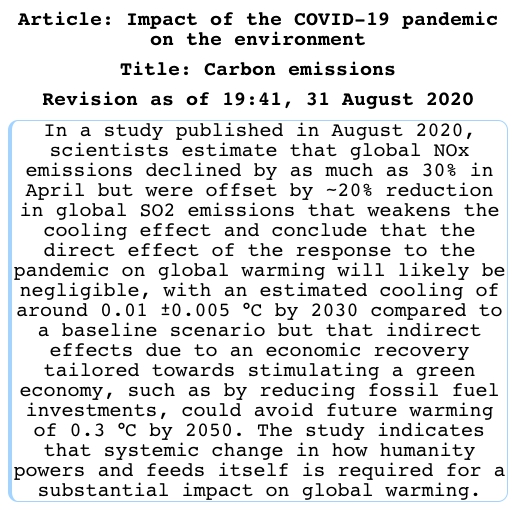 Article: Impact of the COVID-19 pandemic
on the environment
Title: Carbon emissions
Revision as of 19:41, 31 August 2020
In a study published in August 2020,
scientists estimate that global NOx
emissions declined by as much as 30% in
April but were offset by ~20% reduction
in global SO2 emissions that weakens the
cooling effect and conclude that the
direct effect of the response to the
pandemic on global warming will likely be
negligible, with an estimated cooling of
around 0.01 ±0.005 °C by 2030 compared to
a baseline scenario but that indirect
effects due to an economic recovery
tailored towards stimulating a green
economy, such as by reducing fossil fuel
investments, could avoid future warming
of 0.3 °C by 2050. The study indicates
that systemic change in how humanity
powers and feeds itself is required for a
substantial impact on global warming.